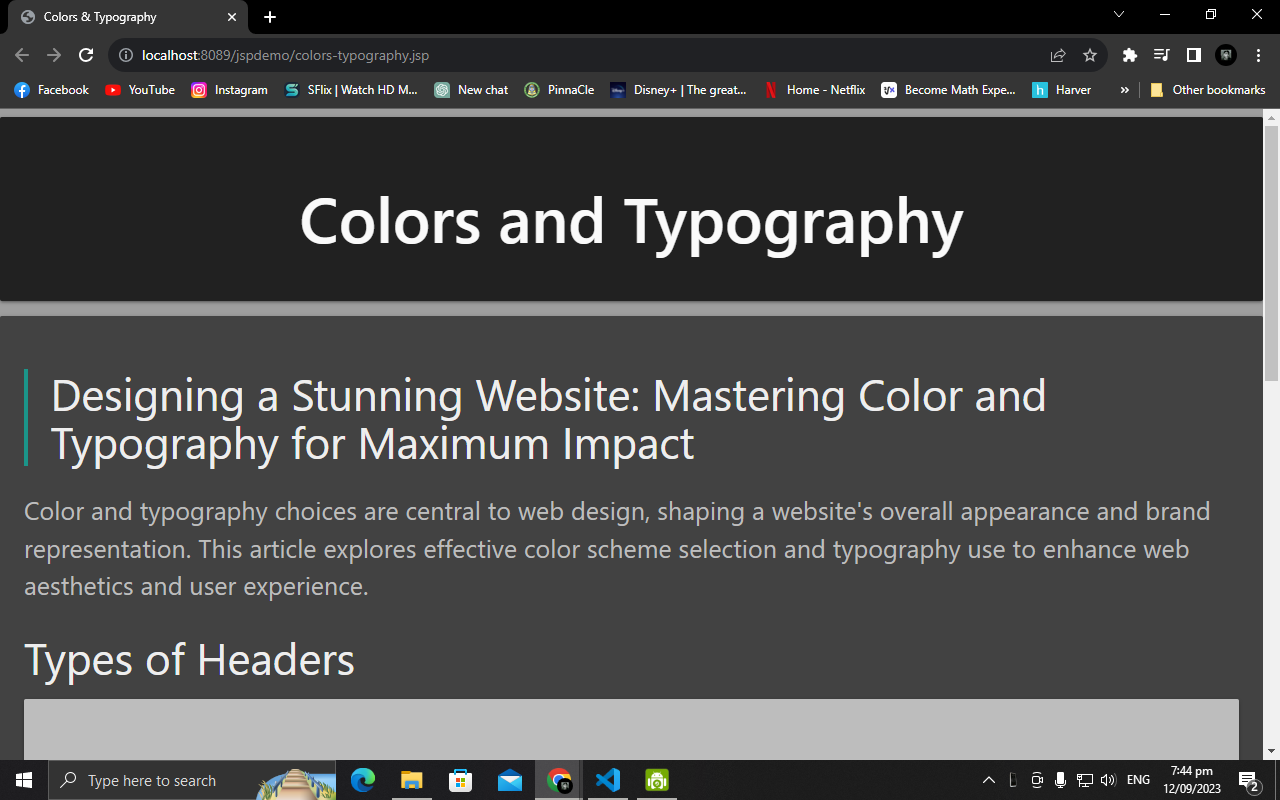 Colors & Typography
localhost:8089/jspdemo/colors-typography.jsp
Facebook
YouTube
Instagram
SFlix | Watch HD M...
New chat
PinnaCle
Disney+ | The great...
Home - Netflix
Become Math Expe...
Harver
»
Other bookmarks
Colors and Typography
Designing a Stunning Website: Mastering Color and
Typography for Maximum Impact
Color and typography choices are central to web design, shaping a website's overall appearance and brand
representation. This article explores effective color scheme selection and typography use to enhance web
aesthetics and user experience.
Types of Headers
Type here to search
ENG
7:44 pm
12/09/2023
2